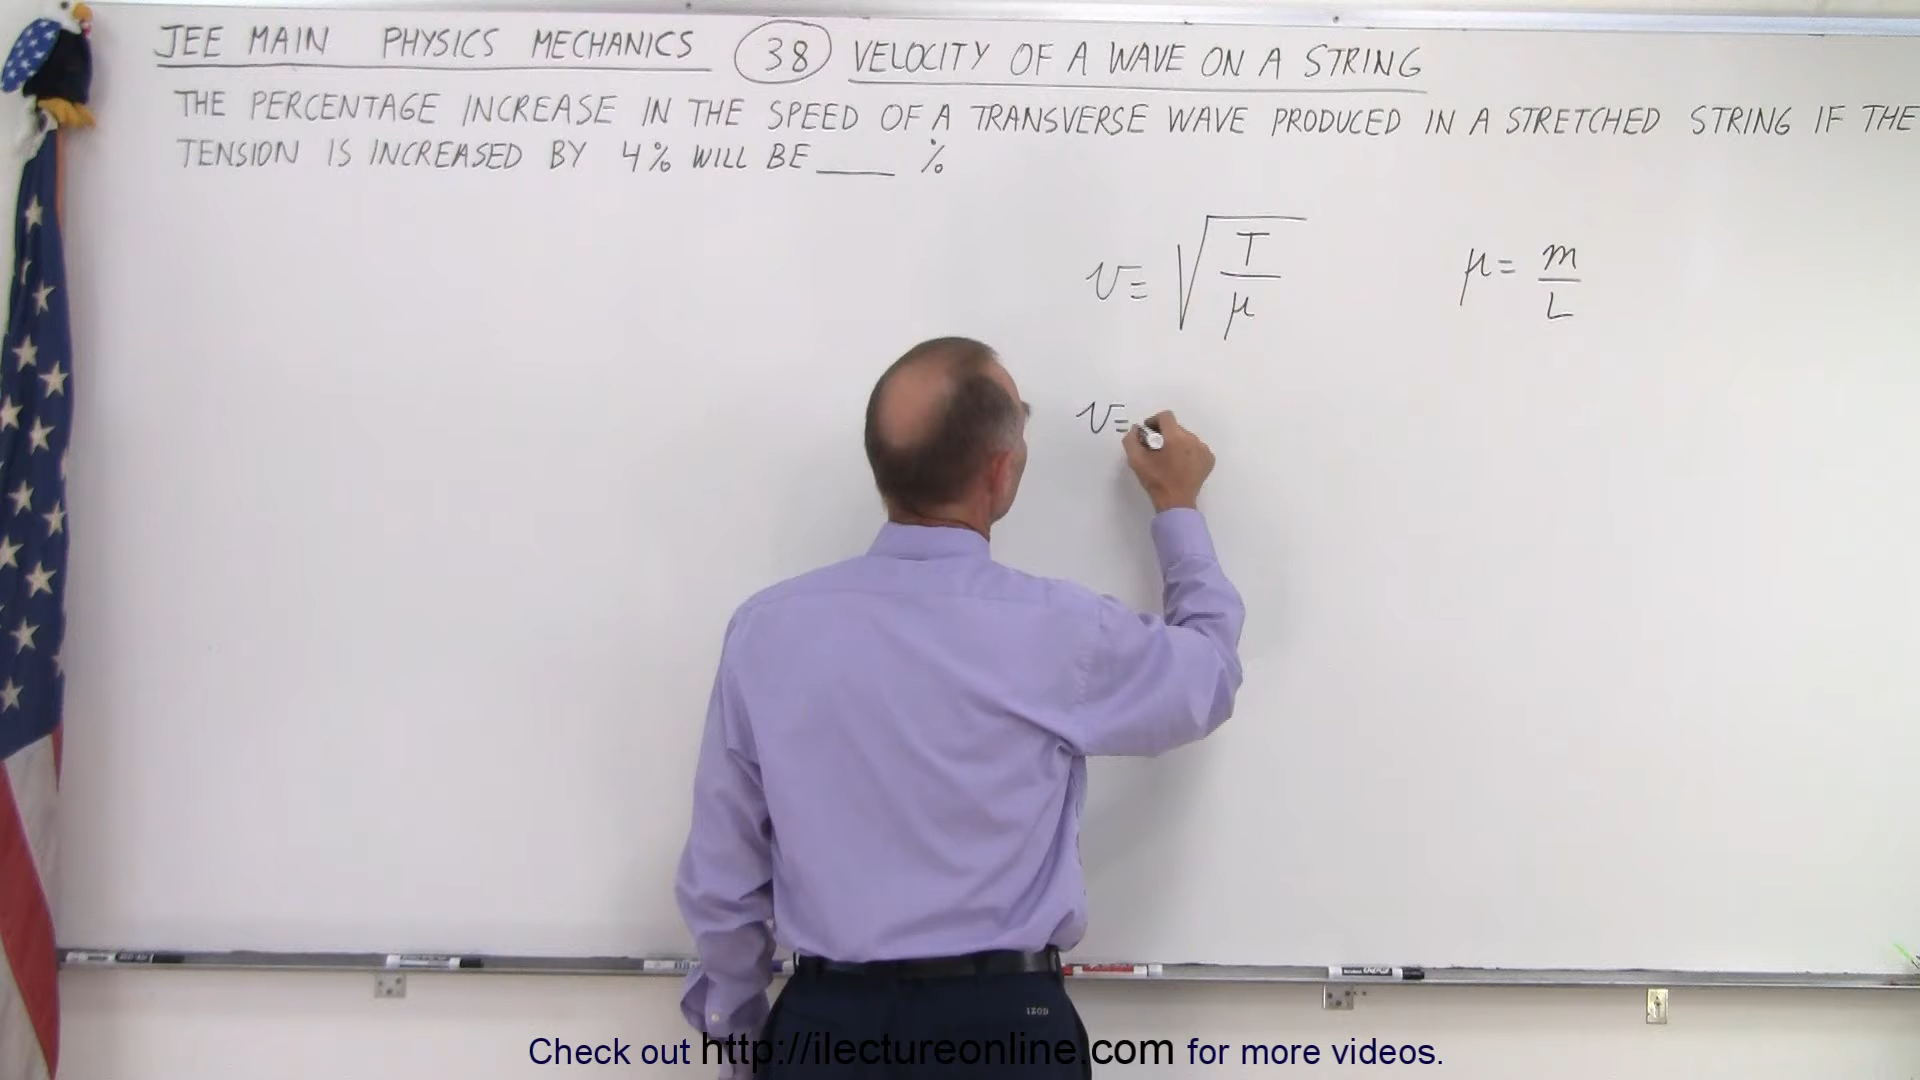 JEE MAIN PHYSICS MECHANICS 38 VELOCITY OF A WAVE ON A STRING
THE PERCENTAGE INCREASE IN THE SPEED OF A TRANSVERSE WAVE PRODUCED IN A STRETCHED STRING IF THE
TENSION IS INCREASED BY 4% WILL BE ____ %
v = √(T/μ) μ = m/L
v =
IZOD
Check out http://ilectureonline.com for more videos.